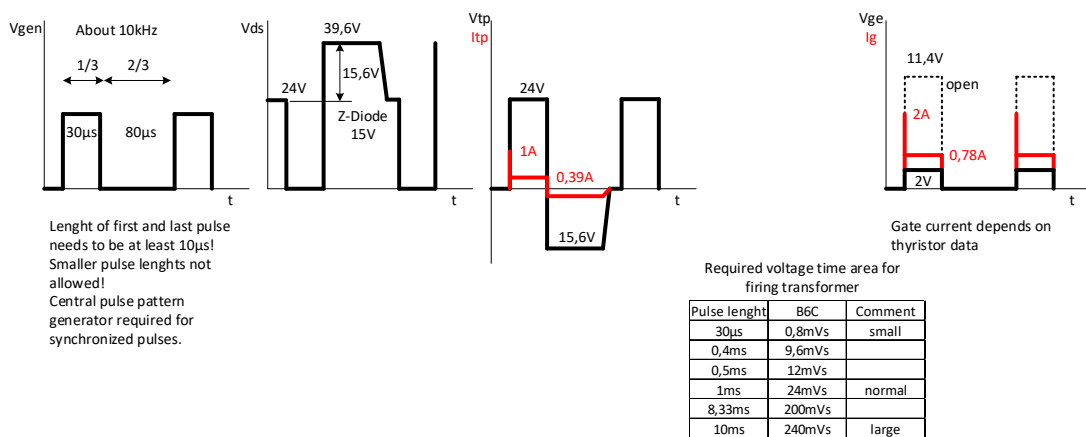 Vgen
About 10kHz
1/3
2/3
30µs
80µs
t
Lenght of first and last pulse
needs to be at least 10µs!
Smaller pulse lenghts not
allowed!
Central pulse pattern
generator required for
synchronized pulses.
Vds
39,6V
24V
15,6V
Z-Diode
15V
t
Vtp
Itp
24V
1A
0,39A
15,6V
t
Vge
Ig
11,4V
open
2A
0,78A
2V
t
Gate current depends on
thyristor data
Required voltage time area for
firing transformer
Pulse lenght B6C Comment
30µs 0,8mVs small
0,4ms 9,6mVs
0,5ms 12mVs
1ms 24mVs normal
8,33ms 200mVs
10ms 240mVs large